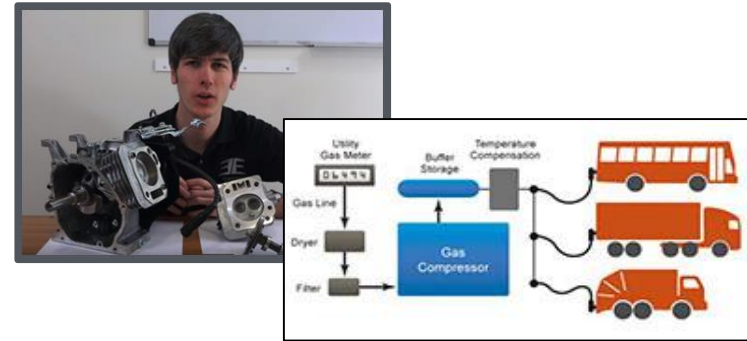 Utility
Gas Meter
06494
Gas Line
Dryer
Filter
Buffer
Storage
Gas
Compressor
Temperature
Compensation